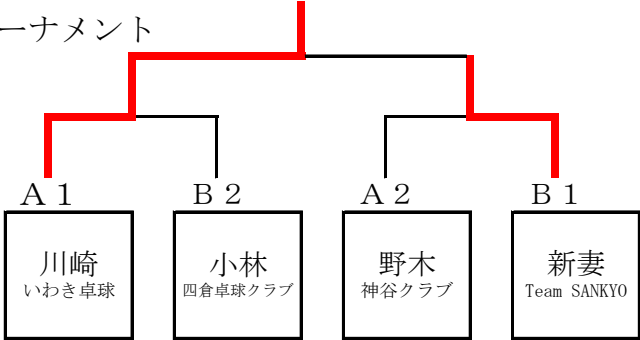 ーナメント
A1
B2
A2
B1
川崎
いわき卓球
小林
四倉卓球クラブ
野木
神谷クラブ
新妻
Team SANKYO